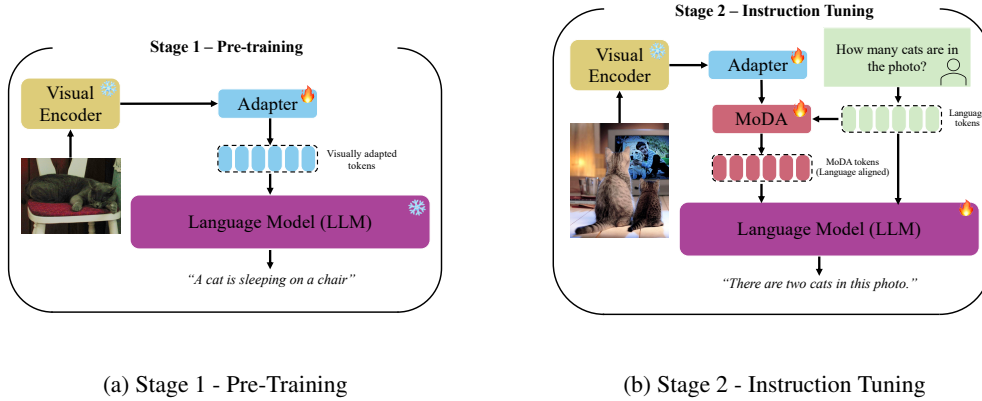 Stage 1 – Pre-training
Visual
Encoder
Adapter
Visually adapted
tokens
Language Model (LLM)
“A cat is sleeping on a chair”
(a) Stage 1 - Pre-Training
Stage 2 – Instruction Tuning
Visual
Encoder
Adapter
How many cats are in
the photo?
MoDA
Language
tokens
MoDA tokens
(Language aligned)
Language Model (LLM)
“There are two cats in this photo.”
(b) Stage 2 - Instruction Tuning